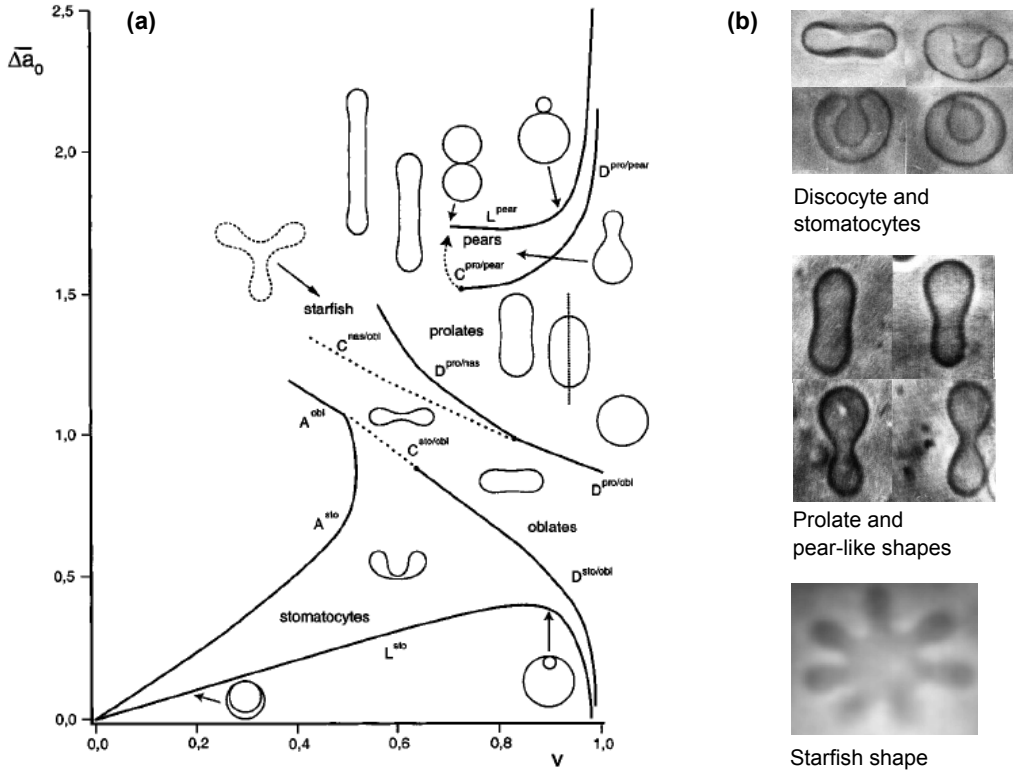 (a)
(b)
2,5
Δa̅₀
2,0
1,5
1,0
0,5
0,0
D^pro/pear
L^pear
pears
C^pro/pear
starfish
prolates
C^nas/obl
D^pro/nas
A^obl
C^sto/obl
D^pro/obl
A^sto
oblates
D^sto/obl
stomatocytes
L^sto
0,0
0,2
0,4
0,6
0,8
1,0
v
Discocyte and
stomatocytes
Prolate and
pear-like shapes
Starfish shape